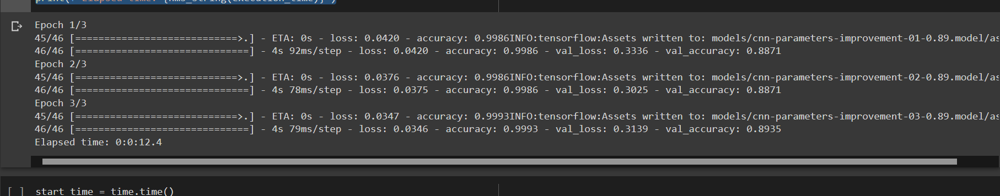 print(f"Elapsed time: {hms_string(execution_time)}")
Epoch 1/3
45/46 [============================>.] - ETA: 0s - loss: 0.0420 - accuracy: 0.9986INFO:tensorflow:Assets written to: models/cnn-parameters-improvement-01-0.89.model/as
46/46 [==============================] - 4s 92ms/step - loss: 0.0420 - accuracy: 0.9986 - val_loss: 0.3336 - val_accuracy: 0.8871
Epoch 2/3
45/46 [============================>.] - ETA: 0s - loss: 0.0376 - accuracy: 0.9986INFO:tensorflow:Assets written to: models/cnn-parameters-improvement-02-0.89.model/as
46/46 [==============================] - 4s 78ms/step - loss: 0.0375 - accuracy: 0.9986 - val_loss: 0.3025 - val_accuracy: 0.8871
Epoch 3/3
45/46 [============================>.] - ETA: 0s - loss: 0.0347 - accuracy: 0.9993INFO:tensorflow:Assets written to: models/cnn-parameters-improvement-03-0.89.model/as
46/46 [==============================] - 4s 79ms/step - loss: 0.0346 - accuracy: 0.9993 - val_loss: 0.3139 - val_accuracy: 0.8935
Elapsed time: 0:0:12.4
[ ] start_time = time.time()